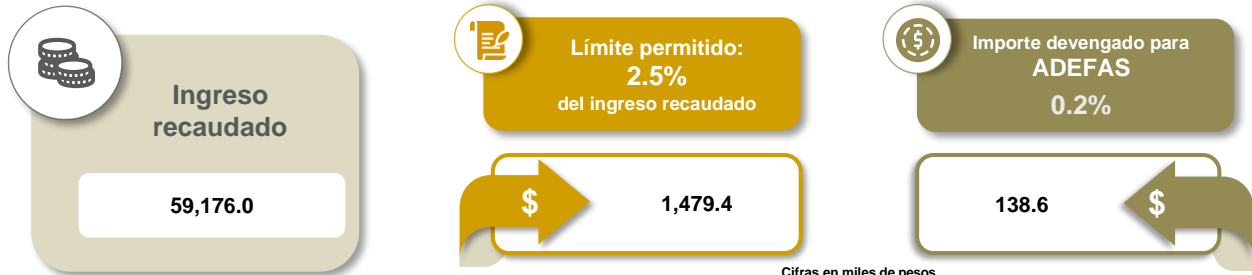 Ingreso
recaudado
59,176.0
Límite permitido:
2.5%
del ingreso recaudado
$
1,479.4
Importe devengado para
ADEFAS
0.2%
138.6
$
Cifras en miles de pesos